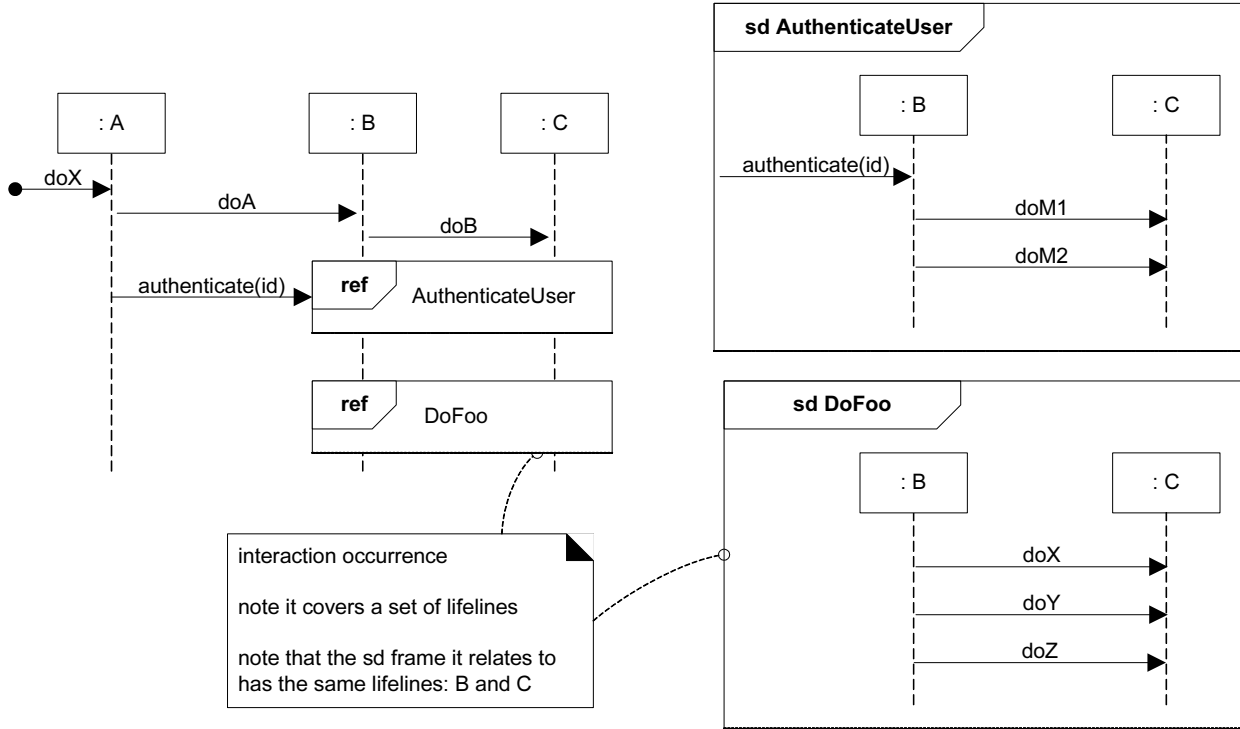 : A
: B
: C
doX
doA
doB
authenticate(id)
ref
AuthenticateUser
ref
DoFoo
interaction occurrence
note it covers a set of lifelines
note that the sd frame it relates to
has the same lifelines: B and C
sd AuthenticateUser
: B
: C
authenticate(id)
doM1
doM2
sd DoFoo
: B
: C
doX
doY
doZ